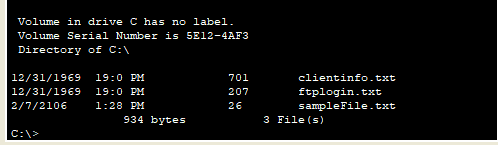 Volume in drive C has no label.
Volume Serial Number is 5E12-4AF3
Directory of C:\
12/31/1969 19:0 PM 701 clientinfo.txt
12/31/1969 19:0 PM 207 ftplogin.txt
2/7/2106 1:28 PM 26 sampleFile.txt
934 bytes 3 File(s)
C:\>